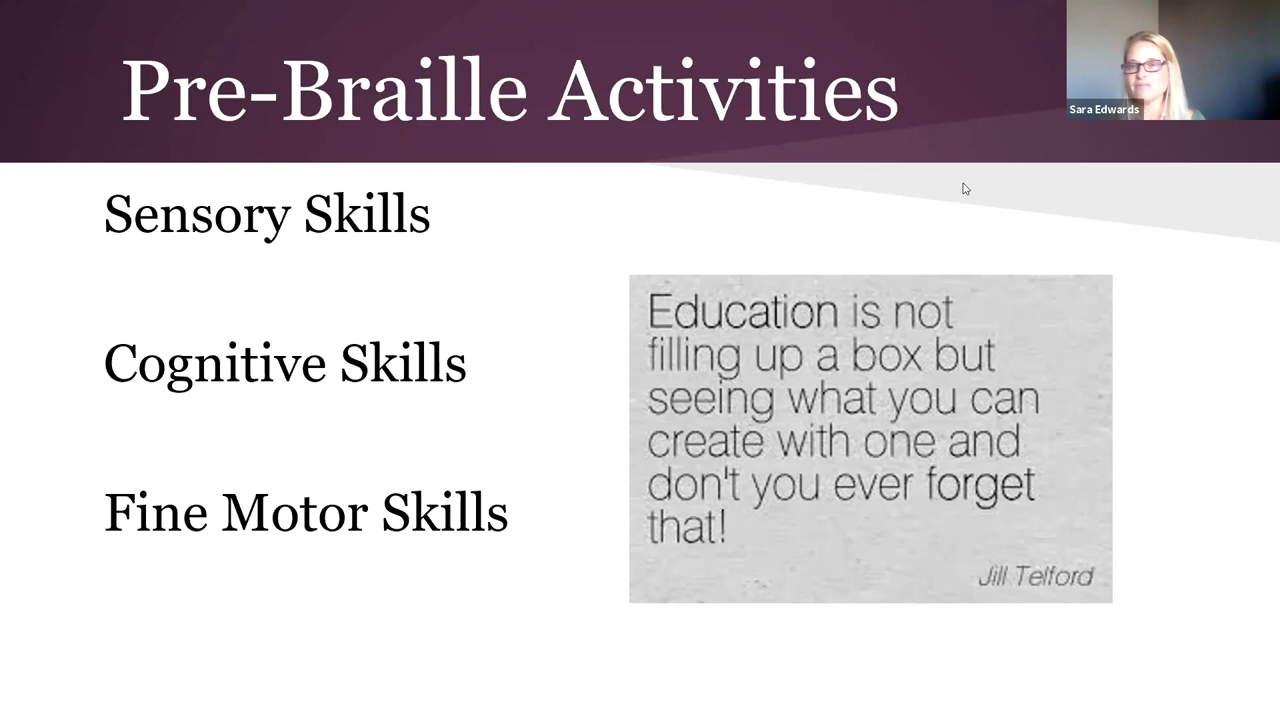 Pre-Braille Activities
Sara Edwards
Sensory Skills
Cognitive Skills
Fine Motor Skills
Education is not
filling up a box but
seeing what you can
create with one and
don't you ever forget
that!
Jill Telford